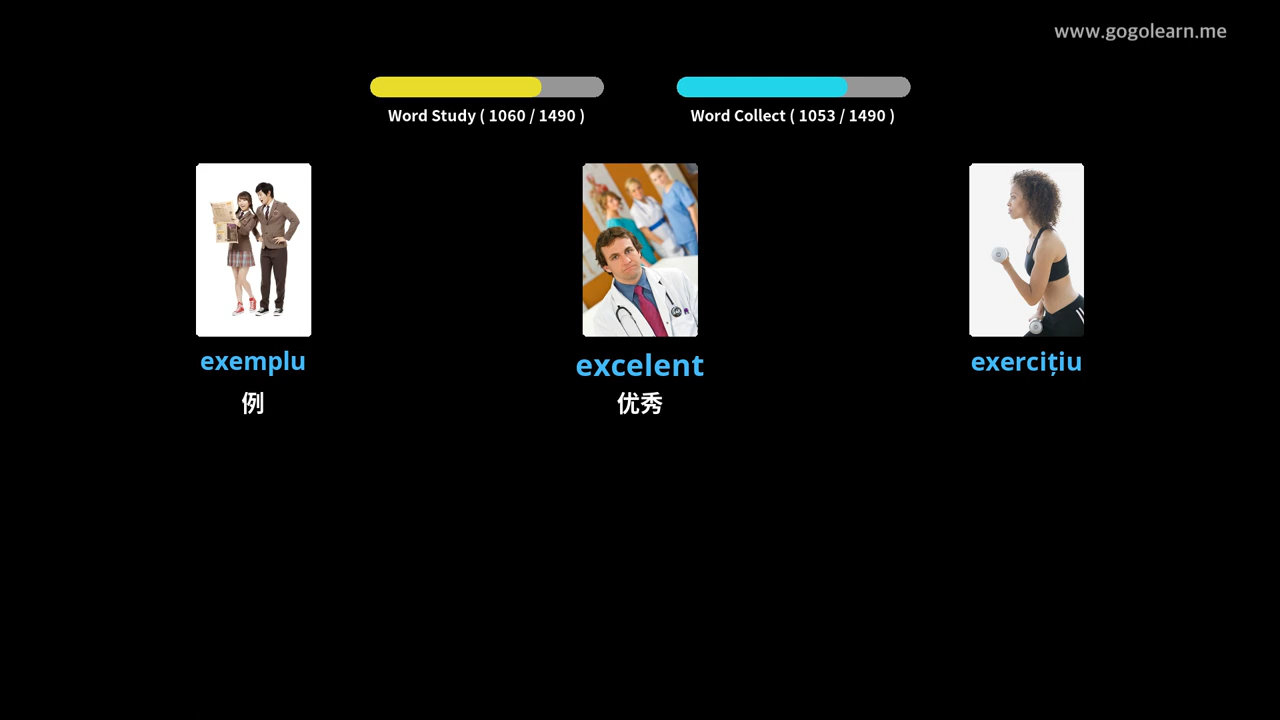 www.gogolearn.me
Word Study ( 1060 / 1490 )
Word Collect ( 1053 / 1490 )
exemplu
例
excelent
优秀
exercițiu